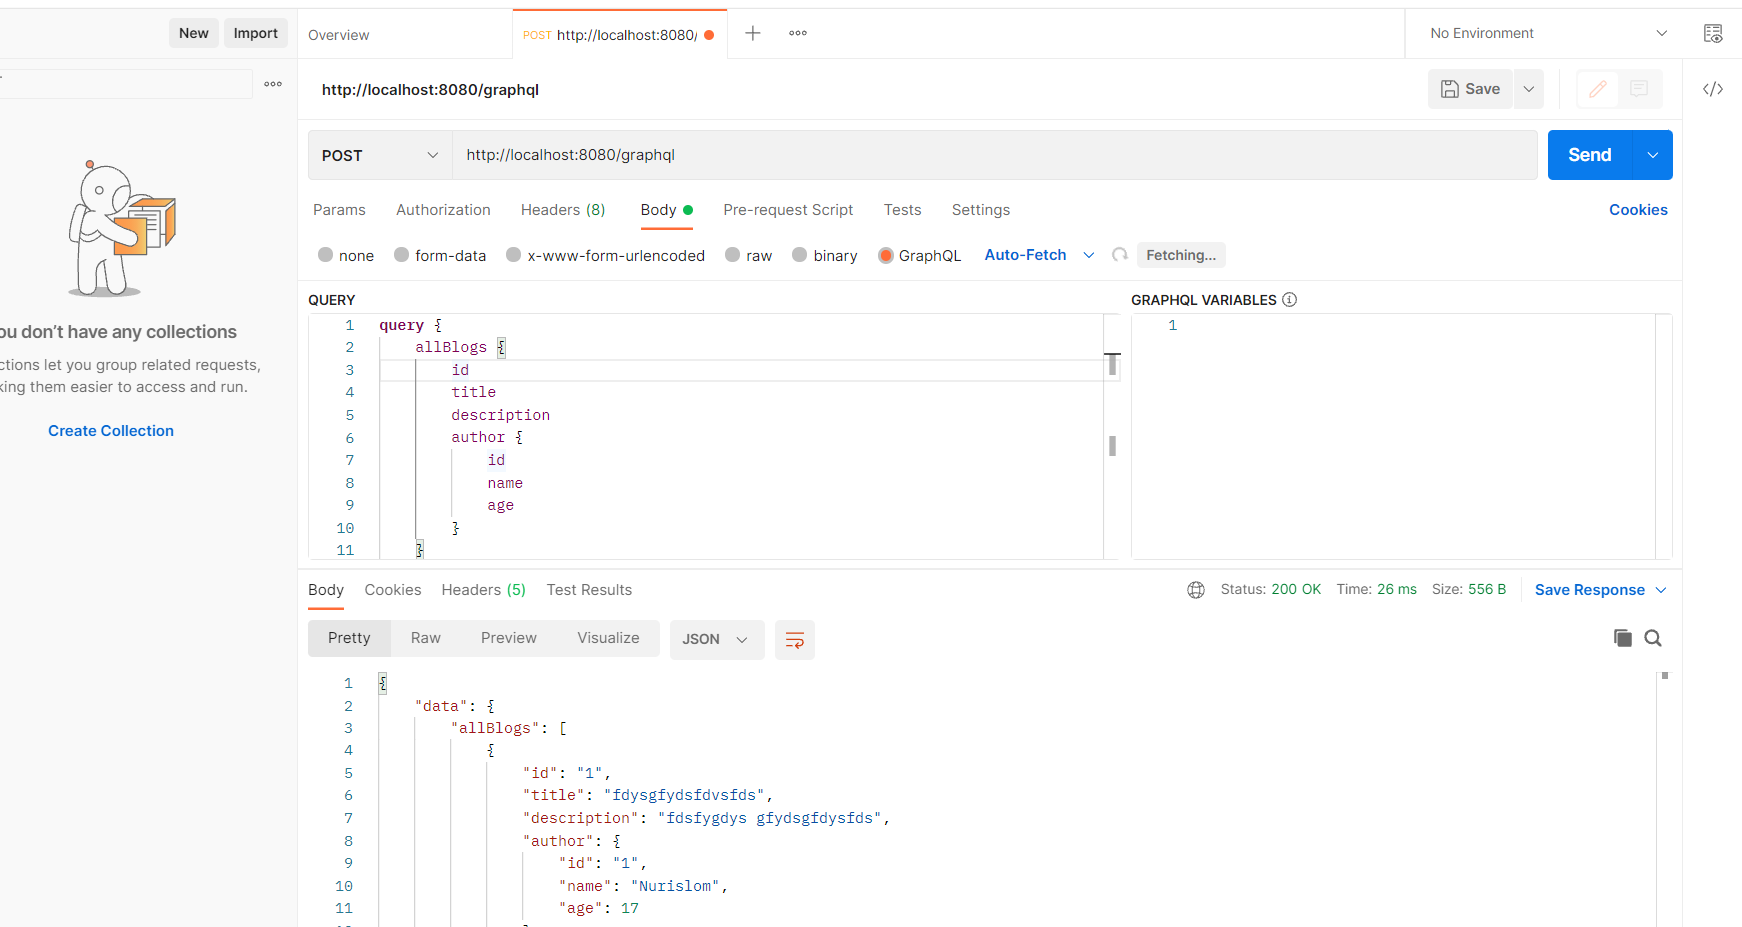 New Import
Overview
POST http://localhost:8080/
No Environment
http://localhost:8080/graphql
Save
POST http://localhost:8080/graphql Send
Params Authorization Headers (8) Body Pre-request Script Tests Settings Cookies
none form-data x-www-form-urlencoded raw binary GraphQL Auto-Fetch Fetching...
ou don't have any collections
ctions let you group related requests,
king them easier to access and run.
Create Collection
QUERY
1 query {
2 allBlogs {
3 id
4 title
5 description
6 author {
7 id
8 name
9 age
10 }
11 }
GRAPHQL VARIABLES
1
Body Cookies Headers (5) Test Results Status: 200 OK Time: 26 ms Size: 556 B Save Response
Pretty Raw Preview Visualize JSON
1 {
2 "data": {
3 "allBlogs": [
4 {
5 "id": "1",
6 "title": "fdysgfydsfdvsfds",
7 "description": "fdsfygdys gfydsgfdysfds",
8 "author": {
9 "id": "1",
10 "name": "Nurislom",
11 "age": 17